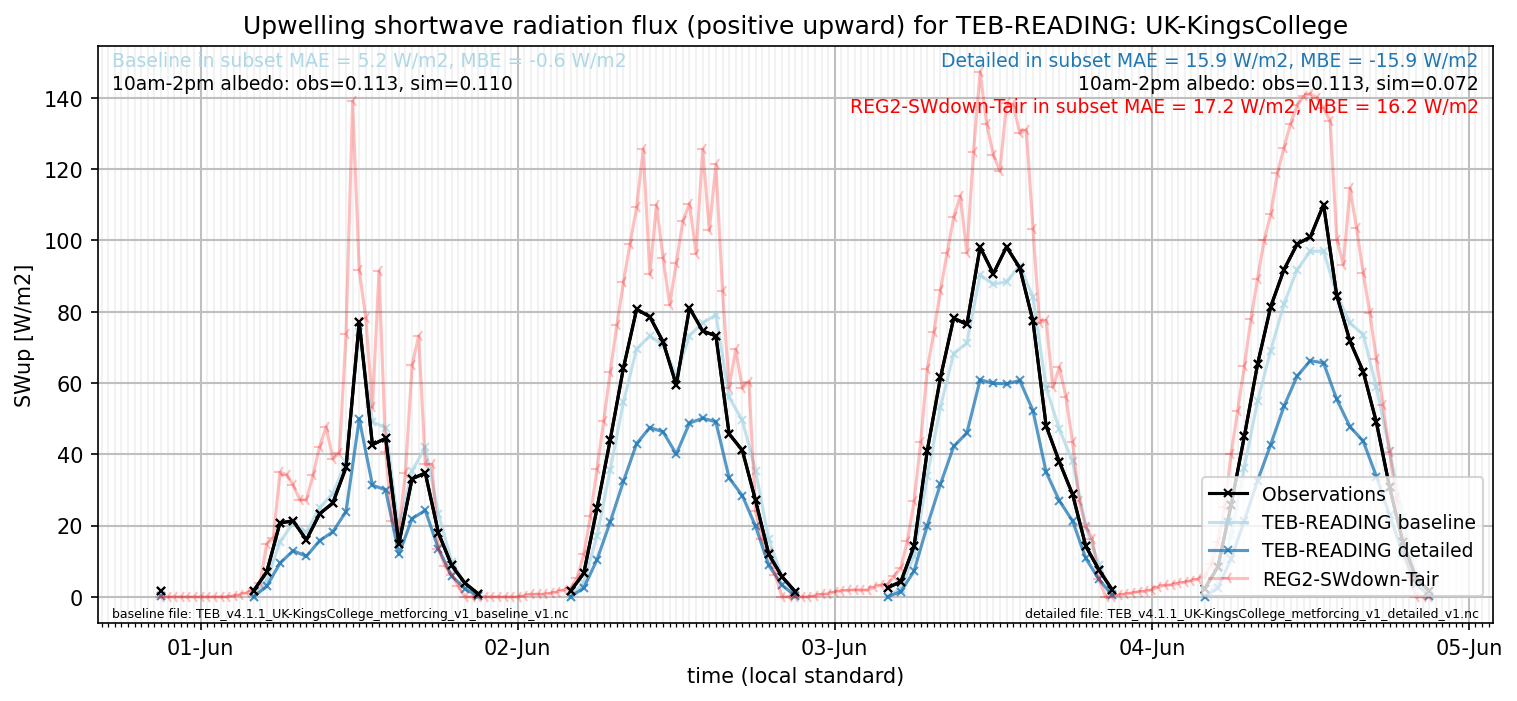 Upwelling shortwave radiation flux (positive upward) for TEB-READING: UK-KingsCollege
Baseline in subset MAE = 5.2 W/m2, MBE = -0.6 W/m2
10am-2pm albedo: obs=0.113, sim=0.110
Detailed in subset MAE = 15.9 W/m2, MBE = -15.9 W/m2
10am-2pm albedo: obs=0.113, sim=0.072
REG2-SWdown-Tair in subset MAE = 17.2 W/m2, MBE = 16.2 W/m2
SWup [W/m2]
140
120
100
80
60
40
20
0
Observations
TEB-READING baseline
TEB-READING detailed
REG2-SWdown-Tair
baseline file: TEB_v4.1.1_UK-KingsCollege_metforcing_v1_baseline_v1.nc
detailed file: TEB_v4.1.1_UK-KingsCollege_metforcing_v1_detailed_v1.nc
01-Jun
02-Jun
03-Jun
04-Jun
05-Jun
time (local standard)